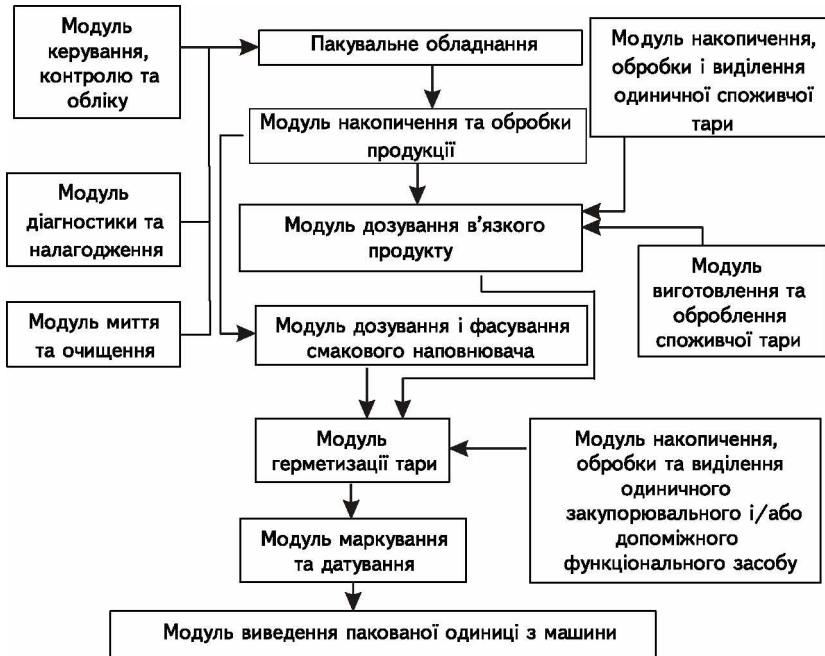 Модуль
керування,
контролю та
обліку
Пакувальне обладнання
Модуль накопичення,
обробки і виділення
одиничної споживчої
тари
Модуль накопичення та обробки
продукції
Модуль
діагностики та
налагодження
Модуль дозування в’язкого
продукту
Модуль
виготовлення та
оброблення
споживчої тари
Модуль миття
та очищення
Модуль дозування і фасування
смакового наповнювача
Модуль
герметизації тари
Модуль накопичення,
обробки та виділення
одиничного
закупорювального і/або
допоміжного
функціонального засобу
Модуль маркування
та датування
Модуль виведення пакованої одиниці з машини